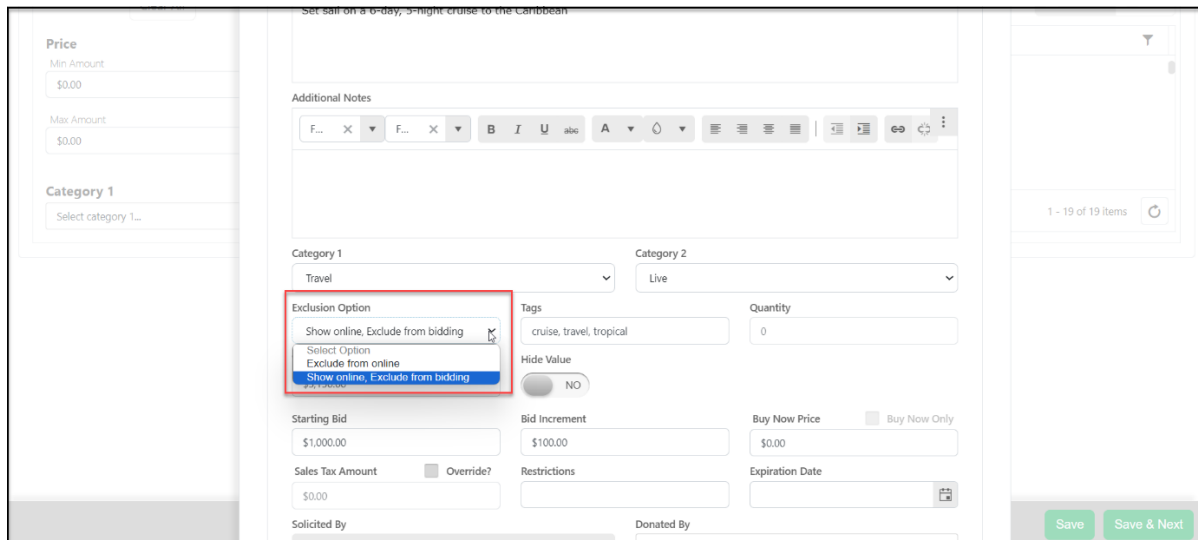 Set sail on a 6-day, 5-night cruise to the Caribbean
Price
Min Amount
$0.00
Max Amount
$0.00
Category 1
Select category 1...
1 - 19 of 19 items
Additional Notes
F... F... B I U abc A
Category 1 Category 2
Travel Live
Exclusion Option Tags Quantity
Show online, Exclude from bidding cruise, travel, tropical 0
Select Option
Exclude from online
Show online, Exclude from bidding
Hide Value
NO
Starting Bid Bid Increment Buy Now Price Buy Now Only
$1,000.00 $100.00 $0.00
Sales Tax Amount Override? Restrictions Expiration Date
$0.00
Solicited By Donated By
Save Save & Next